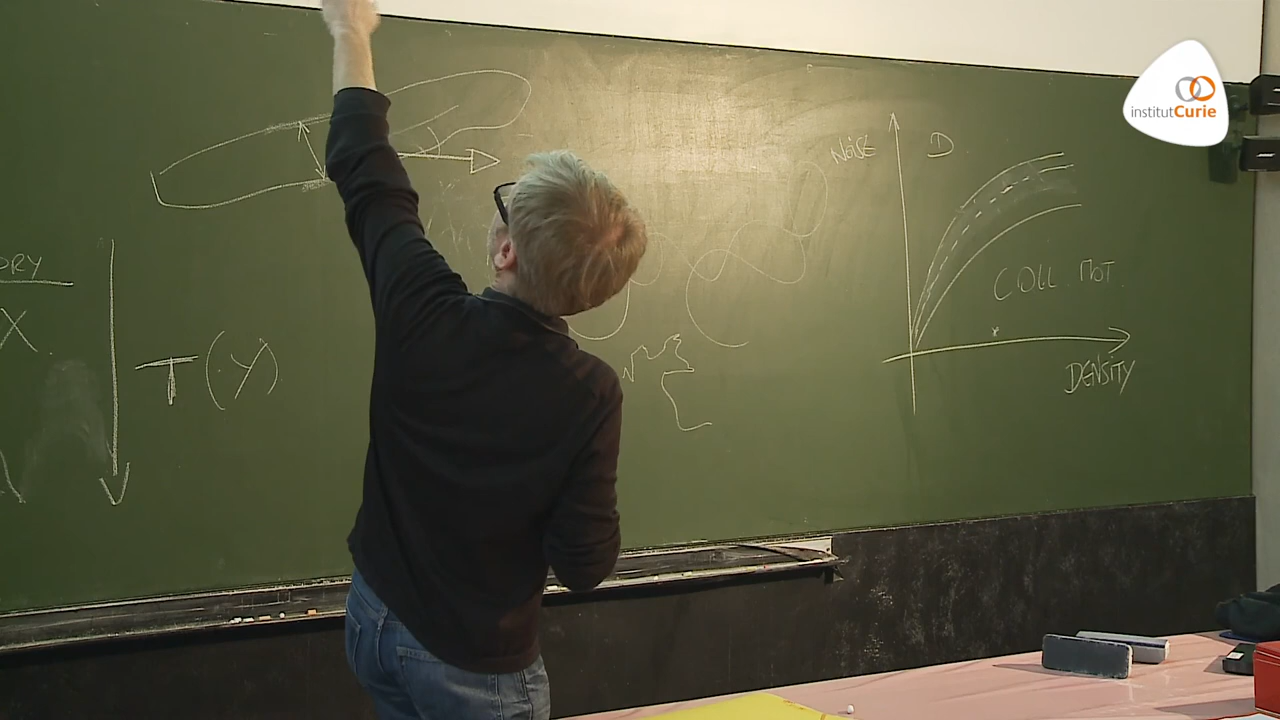 institutCurie
NOISE
D
COLL. MOT.
DENSITY
ORY
X
T(Y)